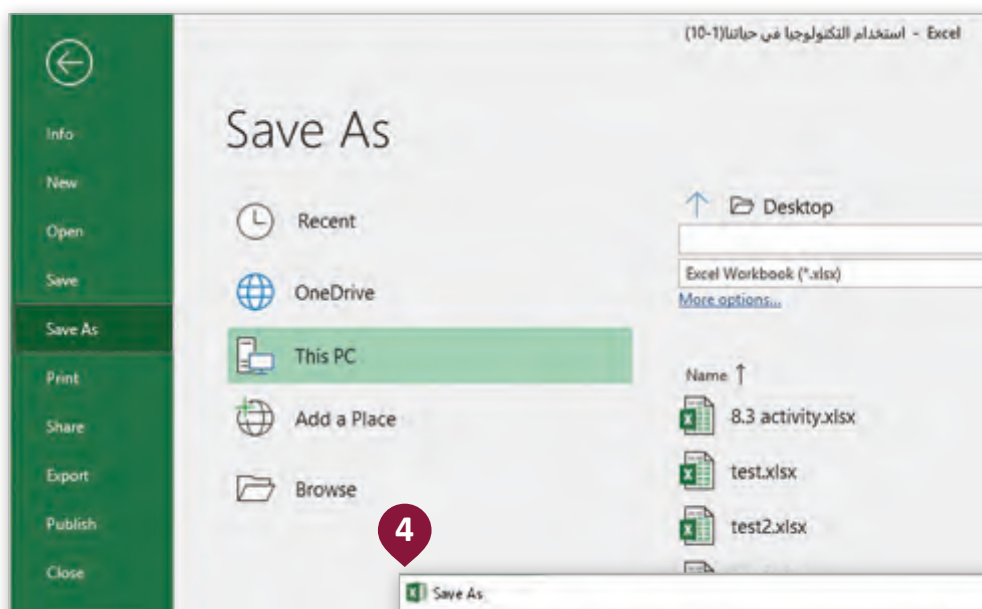 استخدام التكنولوجيا في حياتنا(1-10) - Excel
Info
New
Open
Save
Save As
Print
Share
Export
Publish
Close
Save As
Recent
OneDrive
This PC
Add a Place
Browse
Desktop
Excel Workbook (*.xlsx)
More options...
Name ↑
8.3 activity.xlsx
test.xlsx
test2.xlsx
4
Save As